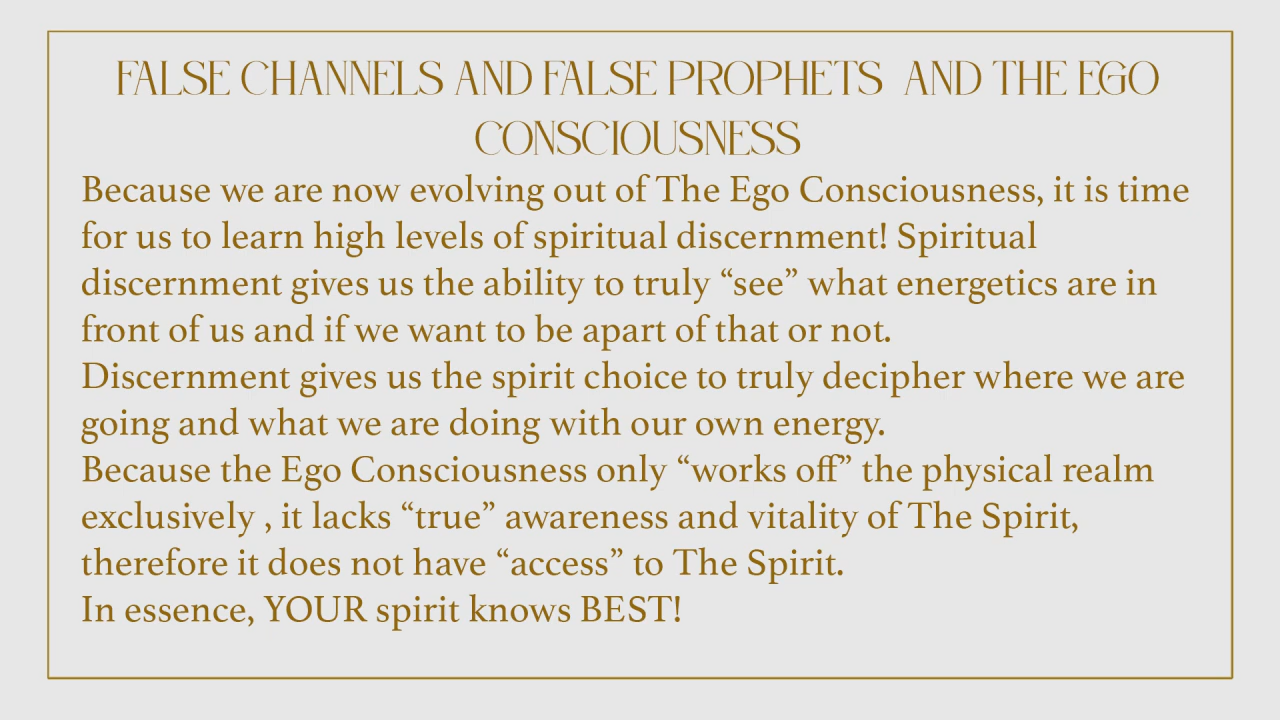 FALSE CHANNELS AND FALSE PROPHETS AND THE EGO
CONSCIOUSNESS
Because we are now evolving out of The Ego Consciousness, it is time
for us to learn high levels of spiritual discernment! Spiritual
discernment gives us the ability to truly “see” what energetics are in
front of us and if we want to be apart of that or not.
Discernment gives us the spirit choice to truly decipher where we are
going and what we are doing with our own energy.
Because the Ego Consciousness only “works off” the physical realm
exclusively , it lacks “true” awareness and vitality of The Spirit,
therefore it does not have “access” to The Spirit.
In essence, YOUR spirit knows BEST!